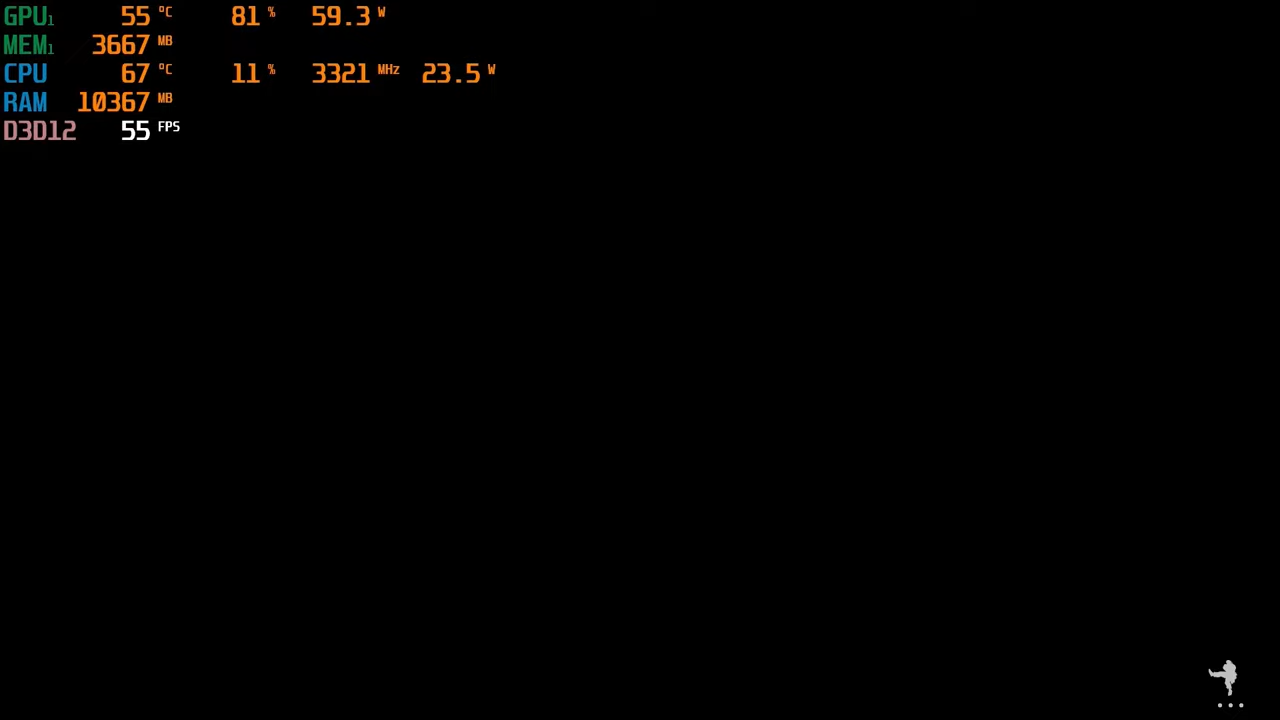 GPU1 55 °C 81 % 59.3 W
MEM1 3667 MB
CPU 67 °C 11 % 3321 MHz 23.5 W
RAM 10367 MB
D3D12 55 FPS